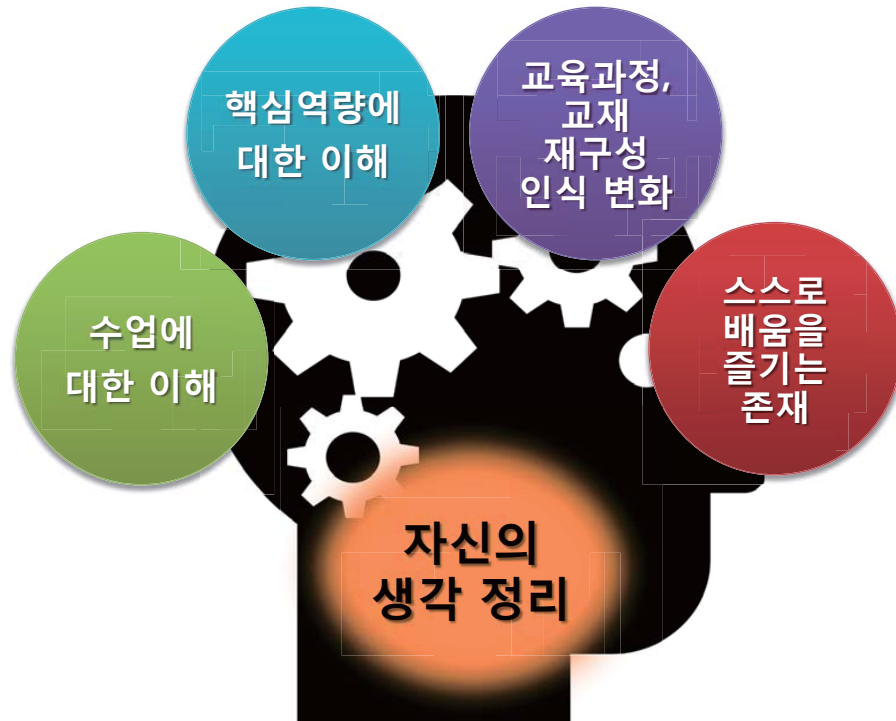 핵심역량에
대한 이해
교육과정,
교재
재구성
인식 변화
수업에
대한 이해
스스로
배움을
즐기는
존재
자신의
생각 정리